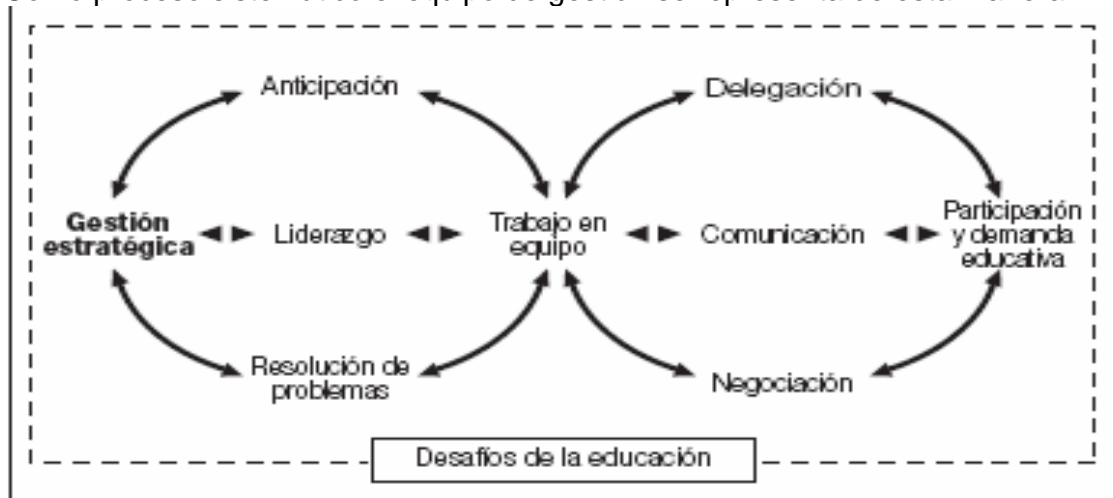 Anticipación
Delegación
Gestión
estratégica
Liderazgo
Trabajo en
equipo
Comunicación
Participación
y demanda
educativa
Resolución de
problemas
Negociación
Desafíos de la educación